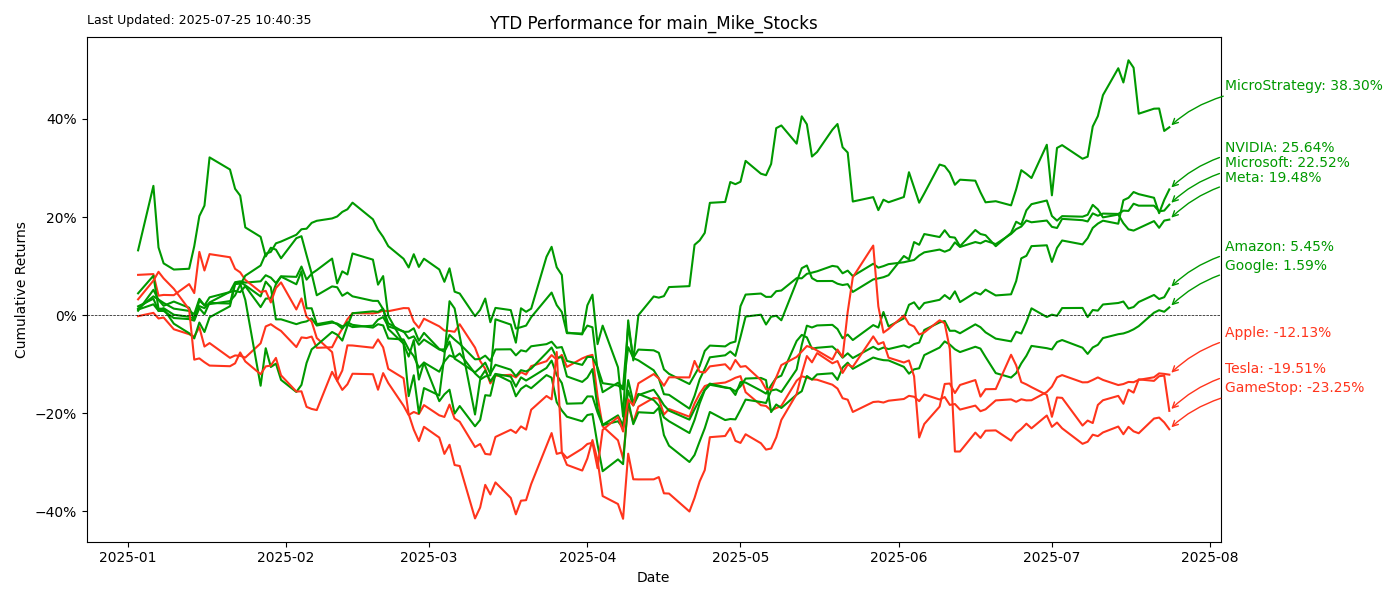 Last Updated: 2025-07-25 10:40:35
YTD Performance for main_Mike_Stocks
Cumulative Returns
40%
20%
0%
−20%
−40%
MicroStrategy: 38.30%
NVIDIA: 25.64%
Microsoft: 22.52%
Meta: 19.48%
Amazon: 5.45%
Google: 1.59%
Apple: -12.13%
Tesla: -19.51%
GameStop: -23.25%
2025-01
2025-02
2025-03
2025-04
2025-05
2025-06
2025-07
2025-08
Date